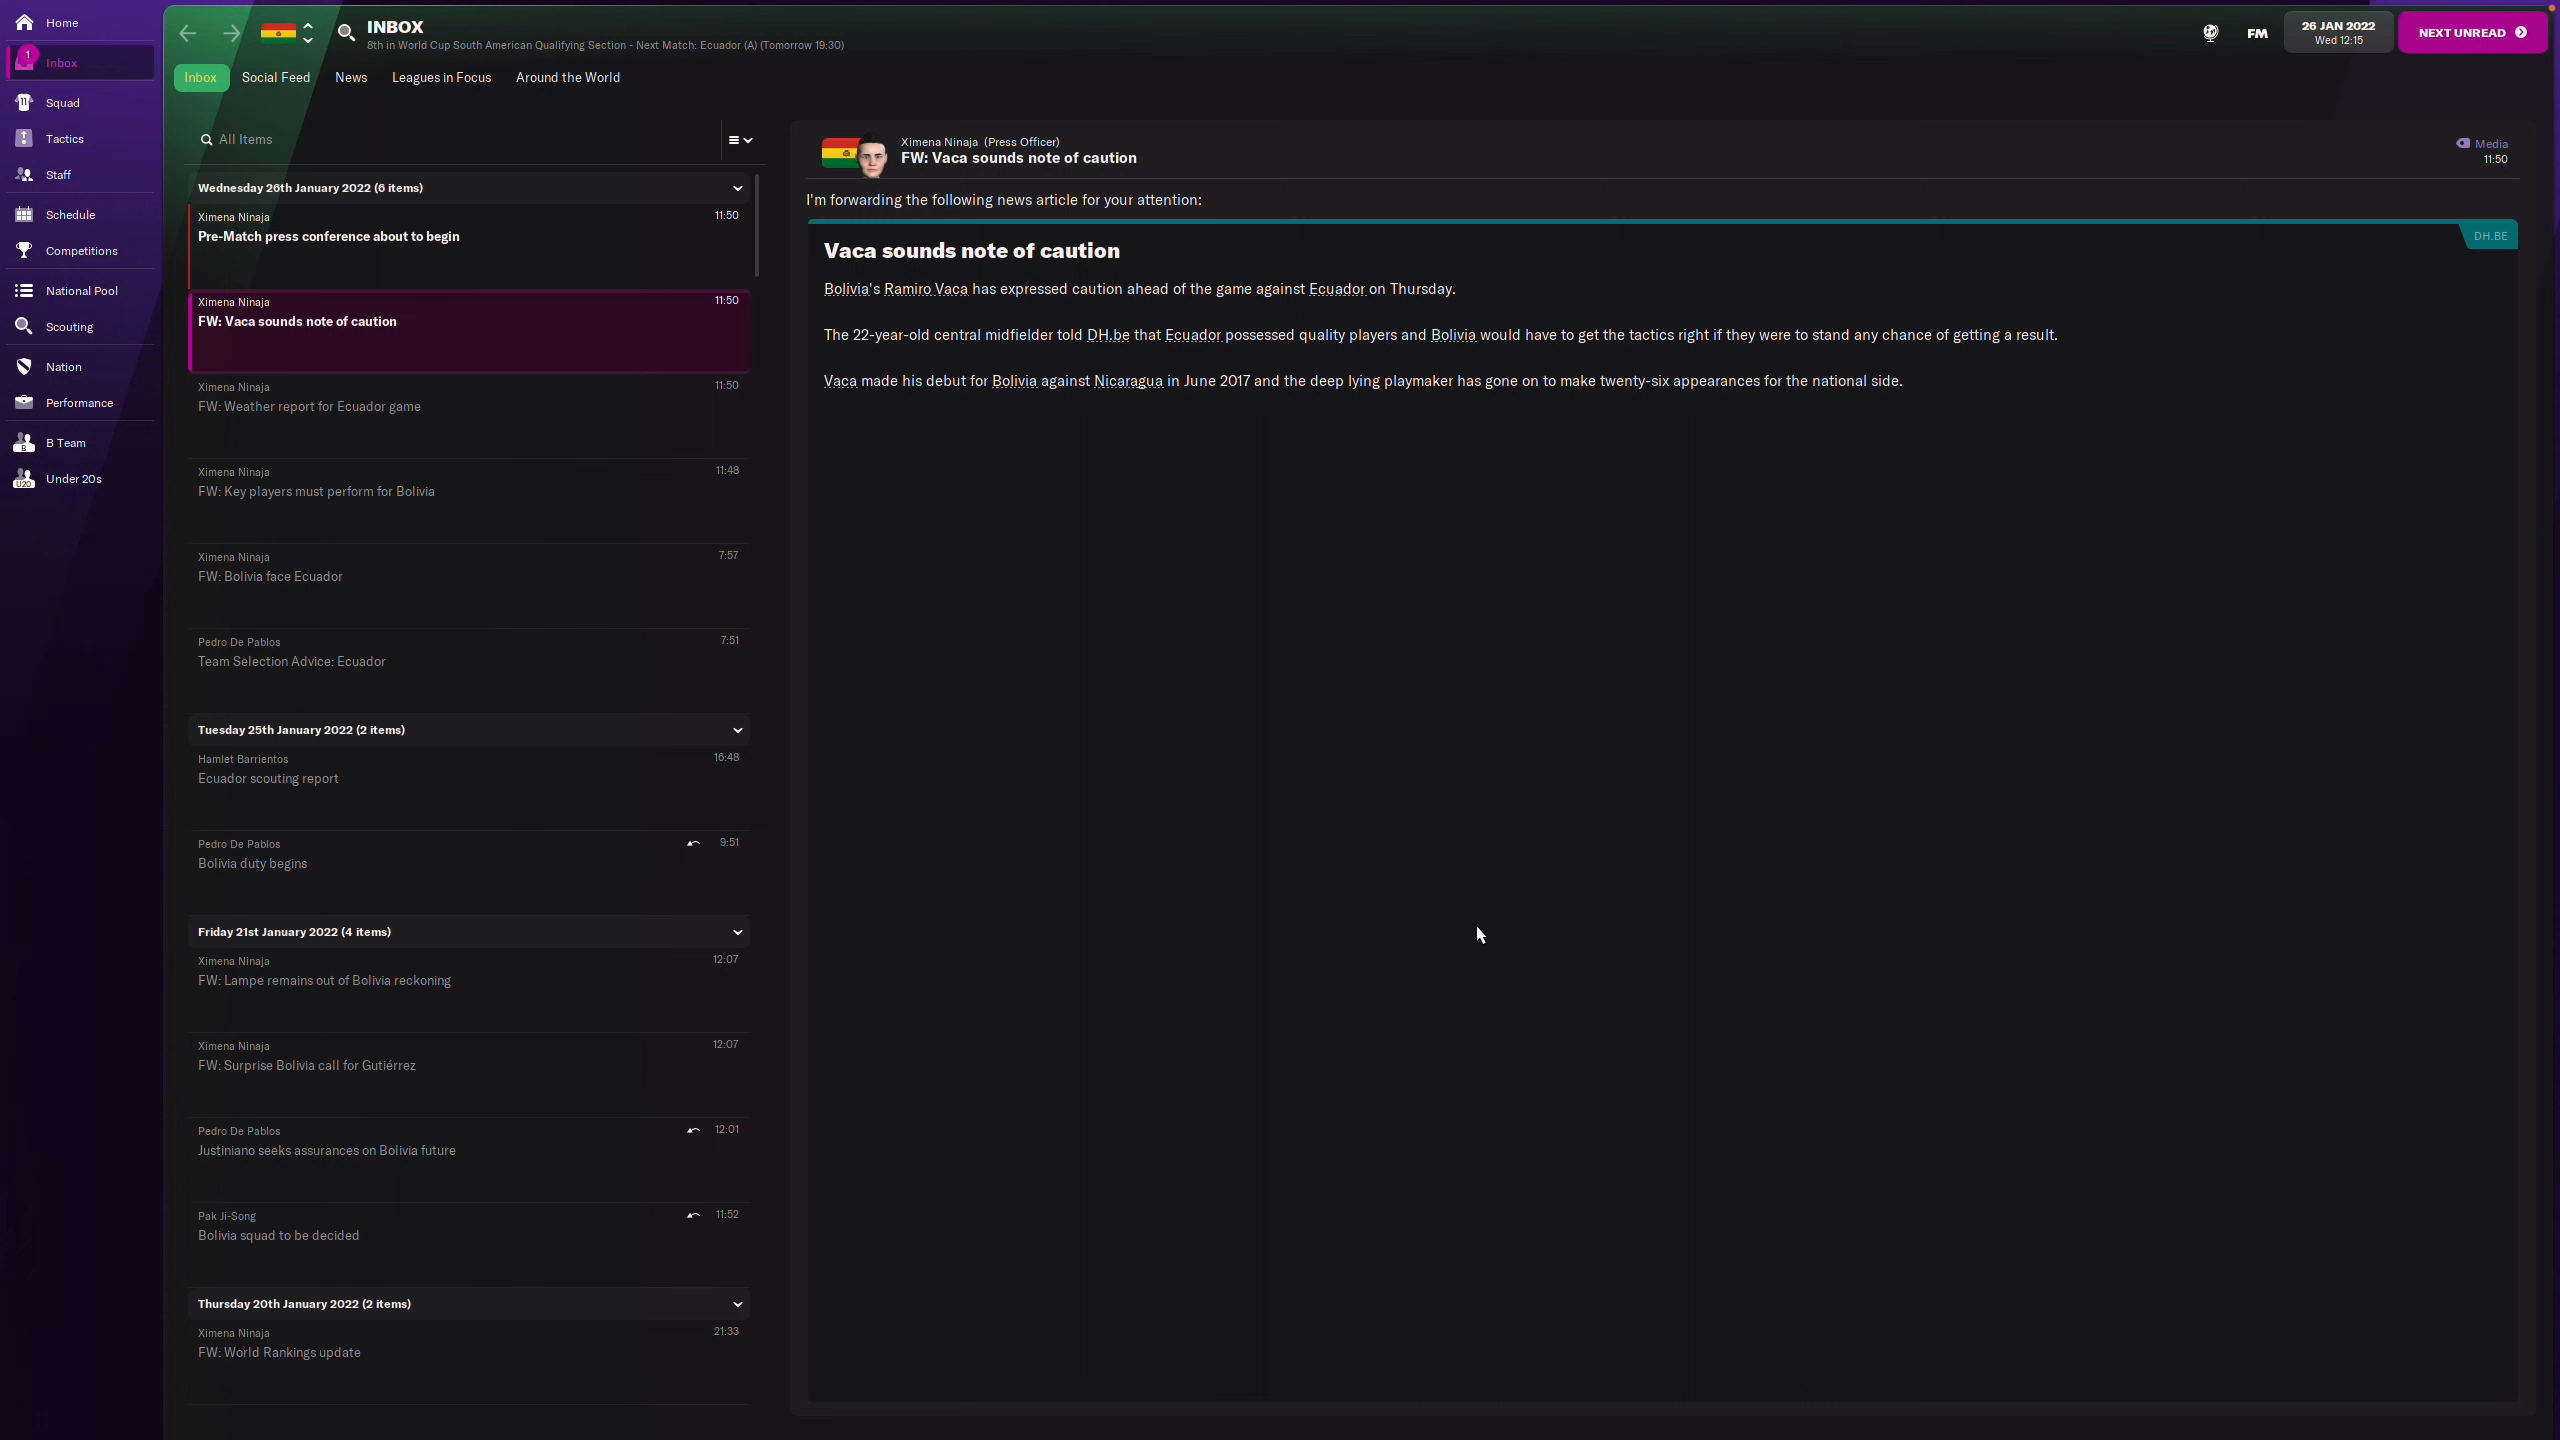 Home
1
Inbox
11
Squad
Tactics
Staff
Schedule
Competitions
National Pool
Scouting
Nation
Performance
B
B Team
U20
Under 20s
INBOX
8th in World Cup South American Qualifying Section - Next Match: Ecuador (A) (Tomorrow 19:30)
FM
26 JAN 2022
Wed 12:15
NEXT UNREAD
Inbox
Social Feed
News
Leagues in Focus
Around the World
All Items
Wednesday 26th January 2022 (6 items)
Ximena Ninaja 11:50
Pre-Match press conference about to begin
Ximena Ninaja 11:50
FW: Vaca sounds note of caution
Ximena Ninaja 11:50
FW: Weather report for Ecuador game
Ximena Ninaja 11:48
FW: Key players must perform for Bolivia
Ximena Ninaja 7:57
FW: Bolivia face Ecuador
Pedro De Pablos 7:51
Team Selection Advice: Ecuador
Tuesday 25th January 2022 (2 items)
Hamlet Barrientos 16:48
Ecuador scouting report
Pedro De Pablos 9:51
Bolivia duty begins
Friday 21st January 2022 (4 items)
Ximena Ninaja 12:07
FW: Lampe remains out of Bolivia reckoning
Ximena Ninaja 12:07
FW: Surprise Bolivia call for Gutiérrez
Pedro De Pablos 12:01
Justiniano seeks assurances on Bolivia future
Pak Ji-Song 11:52
Bolivia squad to be decided
Thursday 20th January 2022 (2 items)
Ximena Ninaja 21:33
FW: World Rankings update
Ximena Ninaja (Press Officer)
FW: Vaca sounds note of caution
Media
11:50
I'm forwarding the following news article for your attention:
DH.BE
Vaca sounds note of caution
Bolivia's Ramiro Vaca has expressed caution ahead of the game against Ecuador on Thursday.
The 22-year-old central midfielder told DH.be that Ecuador possessed quality players and Bolivia would have to get the tactics right if they were to stand any chance of getting a result.
Vaca made his debut for Bolivia against Nicaragua in June 2017 and the deep lying playmaker has gone on to make twenty-six appearances for the national side.